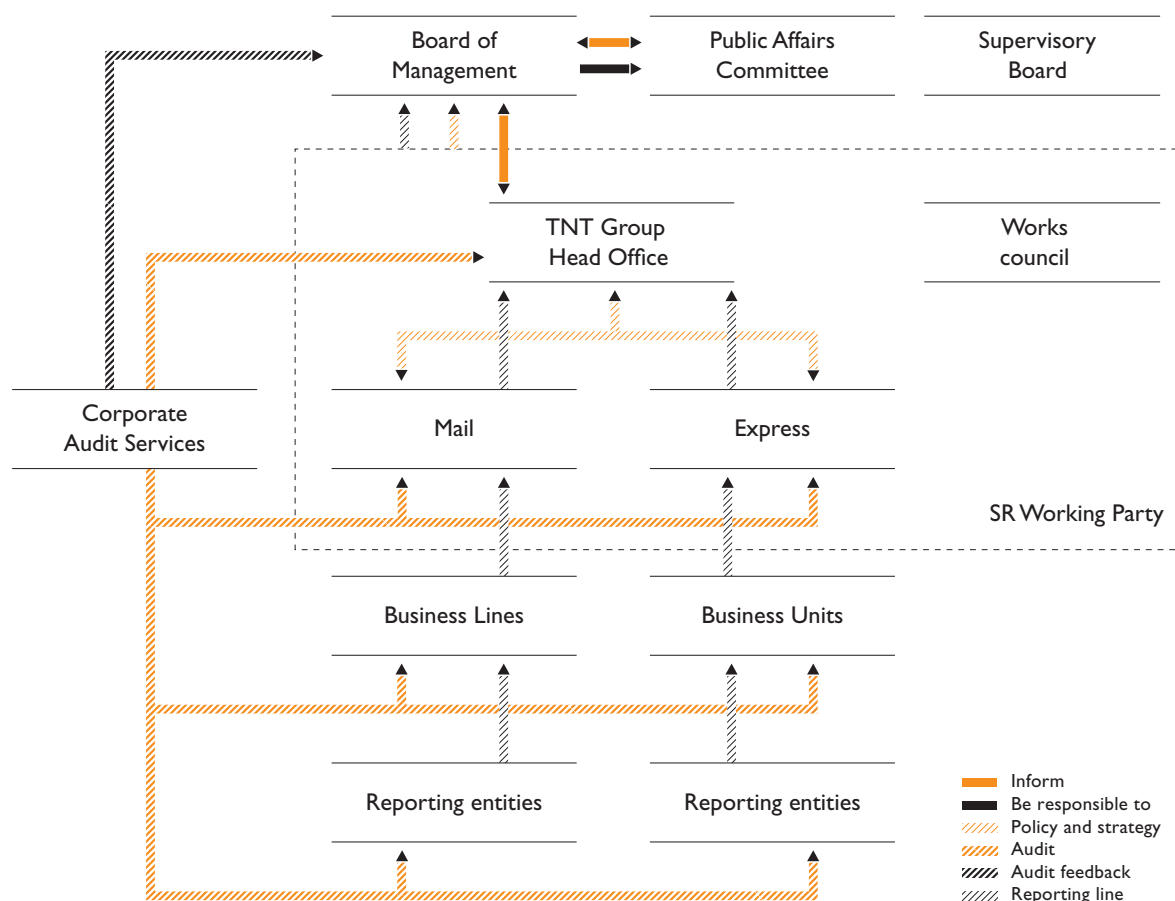 Board of
Management
Public Affairs
Committee
Supervisory
Board
TNT Group
Head Office
Works
council
Corporate
Audit Services
Mail
Express
SR Working Party
Business Lines
Business Units
Reporting entities
Reporting entities
Inform
Be responsible to
Policy and strategy
Audit
Audit feedback
Reporting line